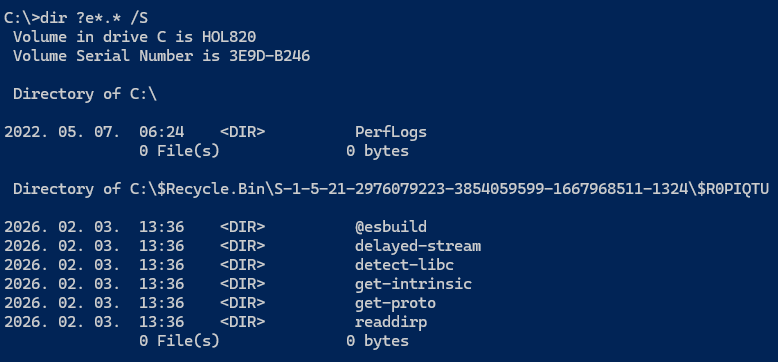 C:\>dir ?e*.* /S
 Volume in drive C is HOL820
 Volume Serial Number is 3E9D-B246

 Directory of C:\

2022. 05. 07.  06:24    <DIR>          PerfLogs
               0 File(s)              0 bytes

 Directory of C:\$Recycle.Bin\S-1-5-21-2976079223-3854059599-1667968511-1324\$R0PIQTU

2026. 02. 03.  13:36    <DIR>          @esbuild
2026. 02. 03.  13:36    <DIR>          delayed-stream
2026. 02. 03.  13:36    <DIR>          detect-libc
2026. 02. 03.  13:36    <DIR>          get-intrinsic
2026. 02. 03.  13:36    <DIR>          get-proto
2026. 02. 03.  13:36    <DIR>          readdirp
               0 File(s)              0 bytes